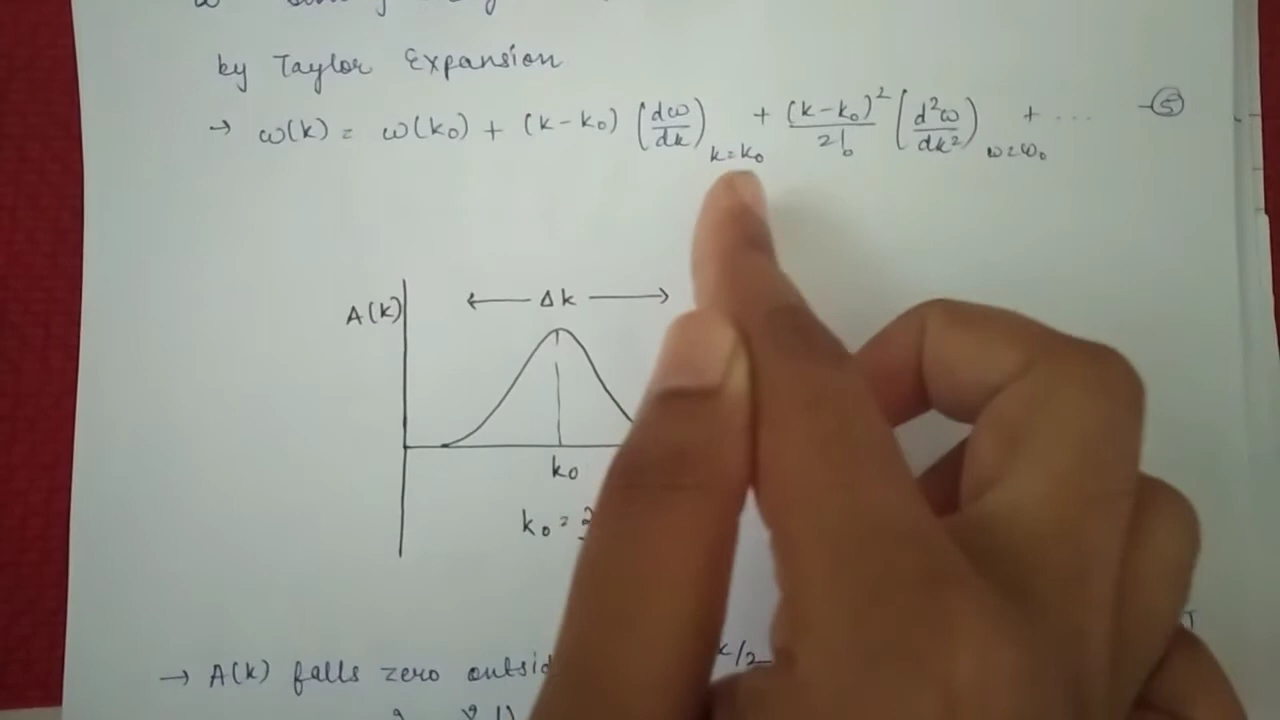 by Taylor Expansion
→ ω(k) = ω(k₀) + (k-k₀) (dω/dk)ₖ₌ₖ₀ + (k-k₀)²/2! (d²ω/dk²) ω=ω₀ + .... -⑤
A(k)
← Δk →
k₀
k₀ =
→ A(k) falls zero outsid /2